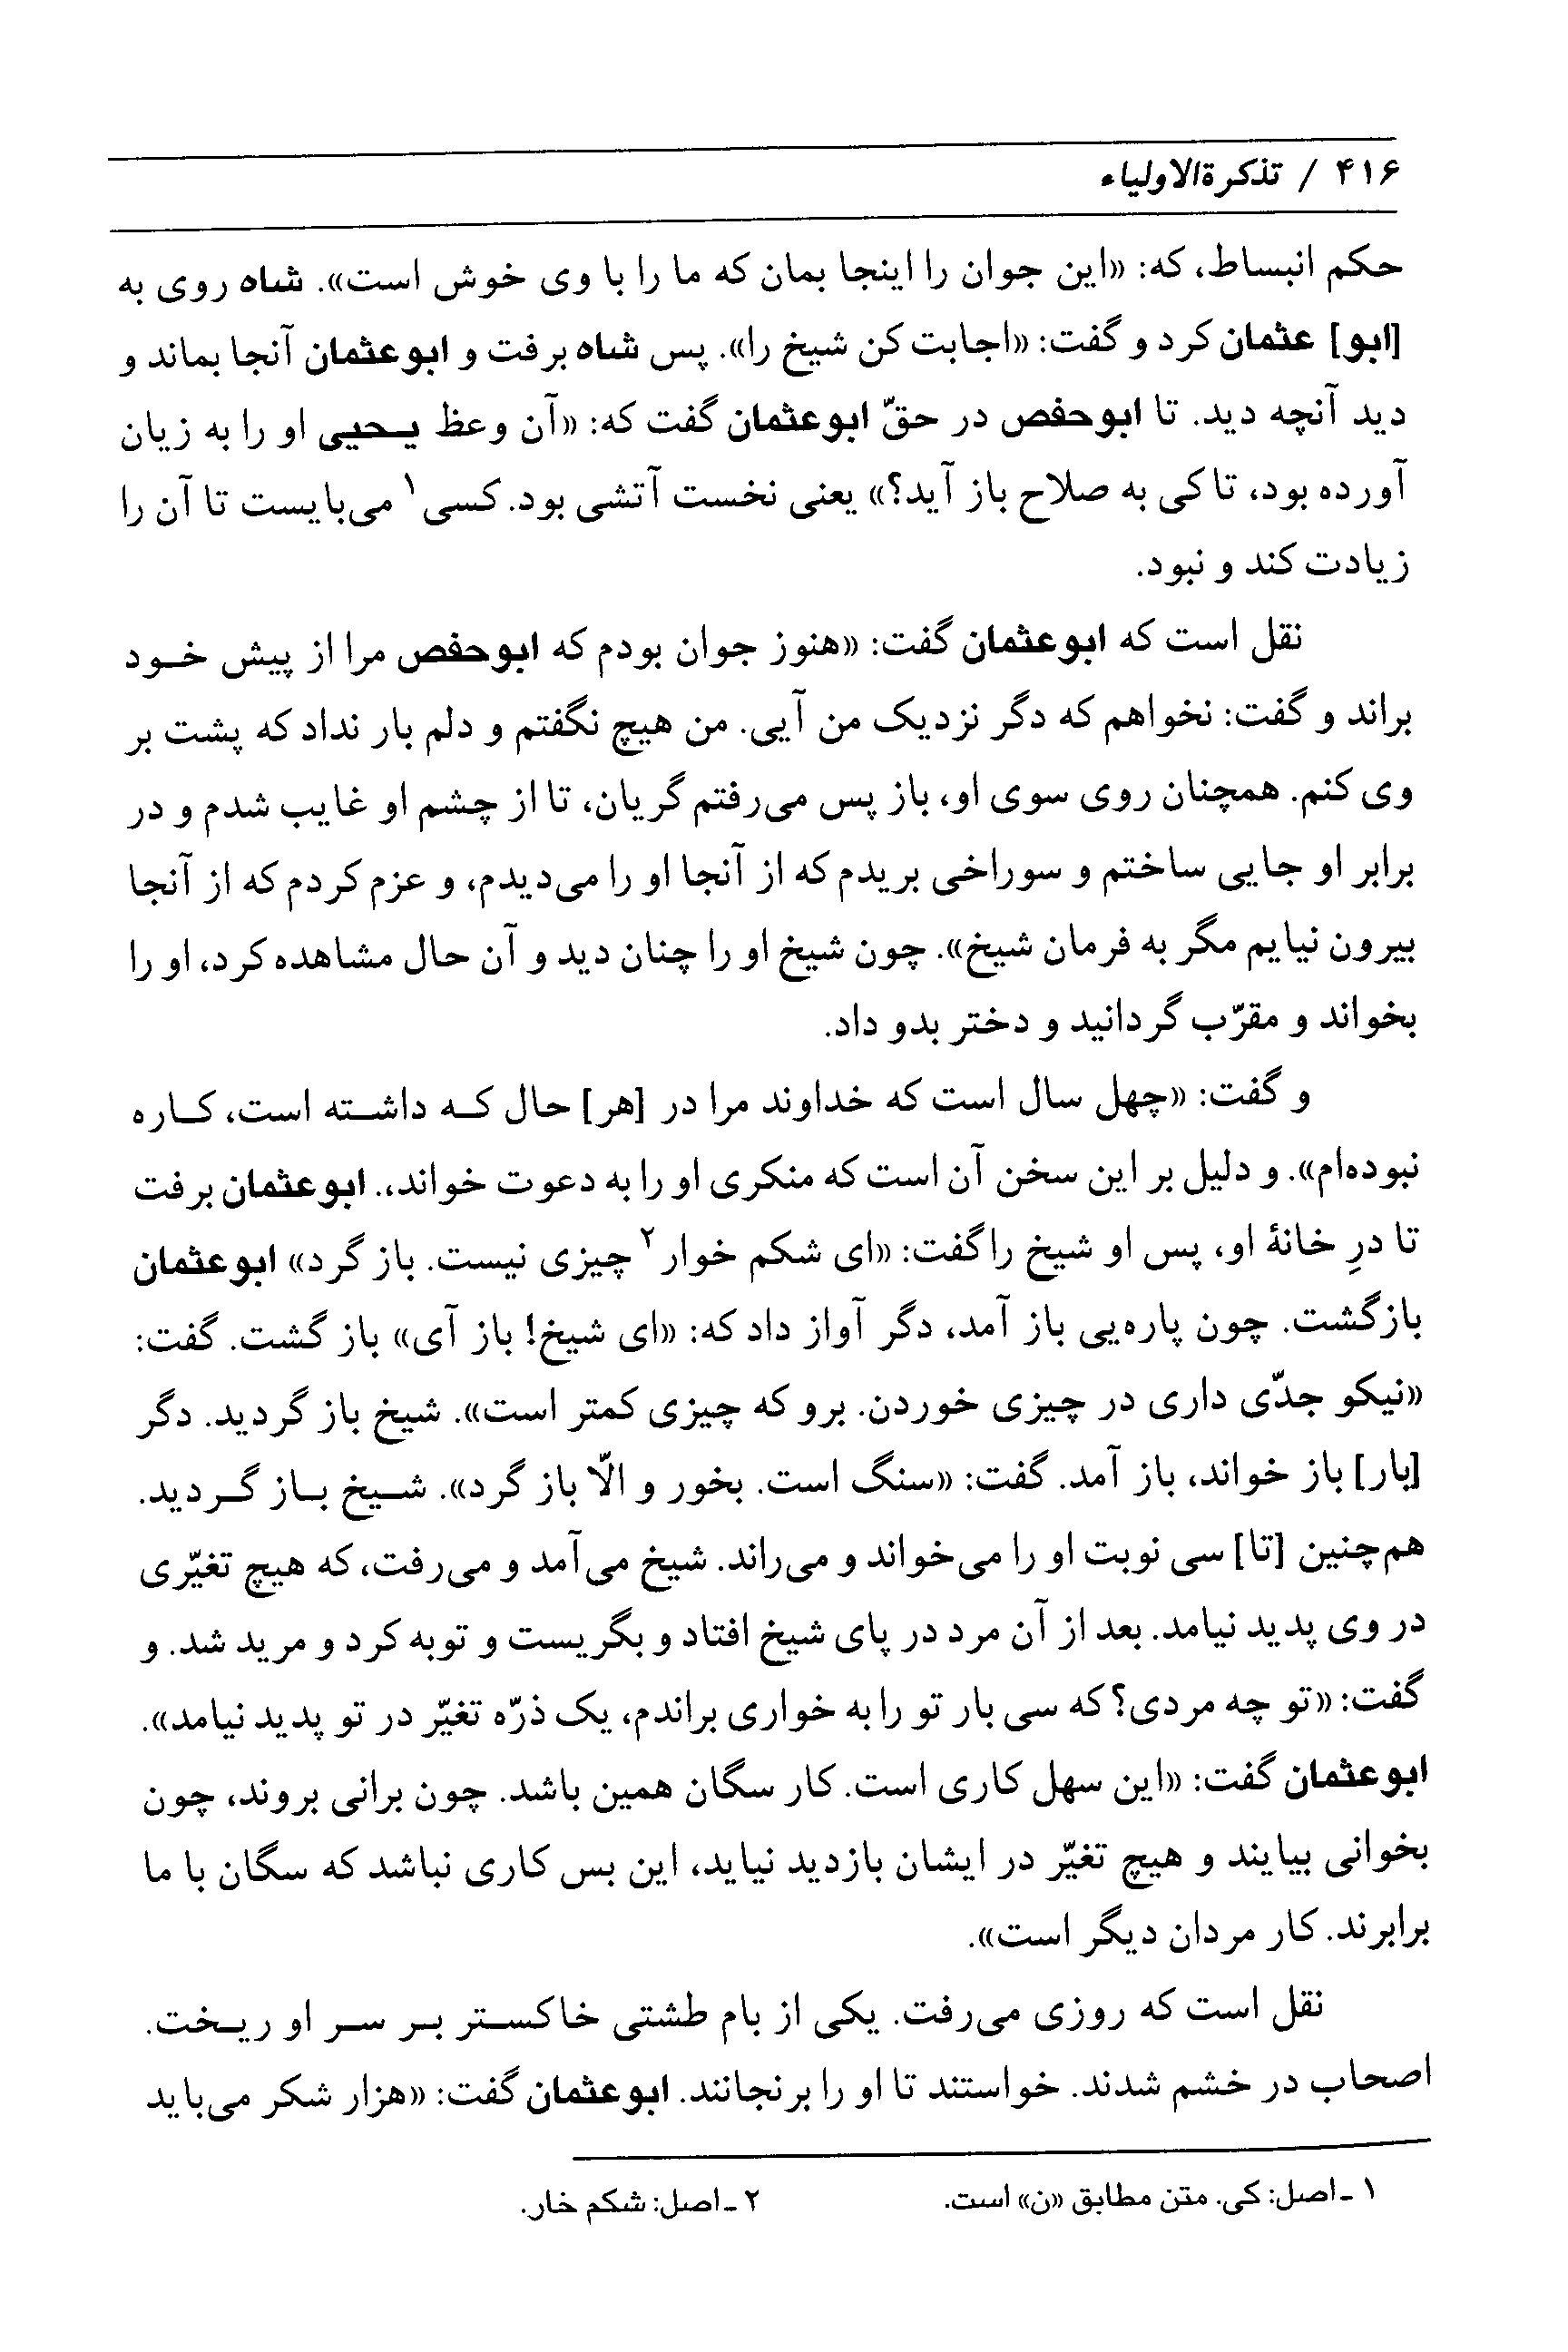 ۴۱۶ / تذکرةالاولیاء
حکم انبساط، که: «این جوان را اینجا بمان که ما را با وی خوش است». شاه روی به
[ابو] عثمان کرد و گفت: «اجابت کن شیخ را». پس شاه برفت و ابوعثمان آنجا بماند و
دید آنچه دید. تا ابوحفص در حقّ ابوعثمان گفت که: «آن وعظ یـحیی او را به زیان
آورده بود، تا کی به صلاح باز آید؟» یعنی نخست آتشی بود. کسی۱ می‌بایست تا آن را
زیادت کند و نبود.
نقل است که ابوعثمان گفت: «هنوز جوان بودم که ابوحفص مرا از پیش خـود
براند و گفت: نخواهم که دگر نزدیک من آیی. من هیچ نگفتم و دلم بار نداد که پشت بر
وی کنم. همچنان روی سوی او، باز پس می‌رفتم گریان، تا از چشم او غایب شدم و در
برابر او جایی ساختم و سوراخی بریدم که از آنجا او را می‌دیدم، و عزم کردم که از آنجا
بیرون نیایم مگر به فرمان شیخ». چون شیخ او را چنان دید و آن حال مشاهده کرد، او را
بخواند و مقرّب گردانید و دختر بدو داد.
و گفت: «چهل سال است که خداوند مرا در [هر] حال کـه داشـته است، کـاره
نبوده‌ام». و دلیل بر این سخن آن است که منکری او را به دعوت خواند،. ابوعثمان برفت
تا درِ خانهٔ او، پس او شیخ را گفت: «ای شکم خوار۲ چیزی نیست. باز گرد» ابوعثمان
بازگشت. چون پاره‌یی باز آمد، دگر آواز داد که: «ای شیخ! باز آی» باز گشت. گفت:
«نیکو جدّی داری در چیزی خوردن. برو که چیزی کمتر است». شیخ باز گردید. دگر
[بار] باز خواند، باز آمد. گفت: «سنگ است. بخور و الّا باز گرد». شـیخ بـاز گـردید.
هم‌چنین [تا] سی نوبت او را می‌خواند و می‌راند. شیخ می‌آمد و می‌رفت، که هیچ تغیّری
در وی پدید نیامد. بعد از آن مرد در پای شیخ افتاد و بگریست و توبه کرد و مرید شد. و
گفت: «تو چه مردی؟ که سی بار تو را به خواری براندم، یک ذرّه تغیّر در تو پدید نیامد».
ابوعثمان گفت: «این سهل کاری است. کار سگان همین باشد. چون برانی بروند، چون
بخوانی بیایند و هیچ تغیّر در ایشان بازدید نیاید، این بس کاری نباشد که سگان با ما
برابرند. کار مردان دیگر است».
نقل است که روزی می‌رفت. یکی از بام طشتی خاکستر بـر سـر او ریـخت.
اصحاب در خشم شدند. خواستند تا او را برنجانند. ابوعثمان گفت: «هزار شکر می‌باید
۱ ـ اصل: کی. متن مطابق «ن» است. ۲ ـ اصل: شکم خار.